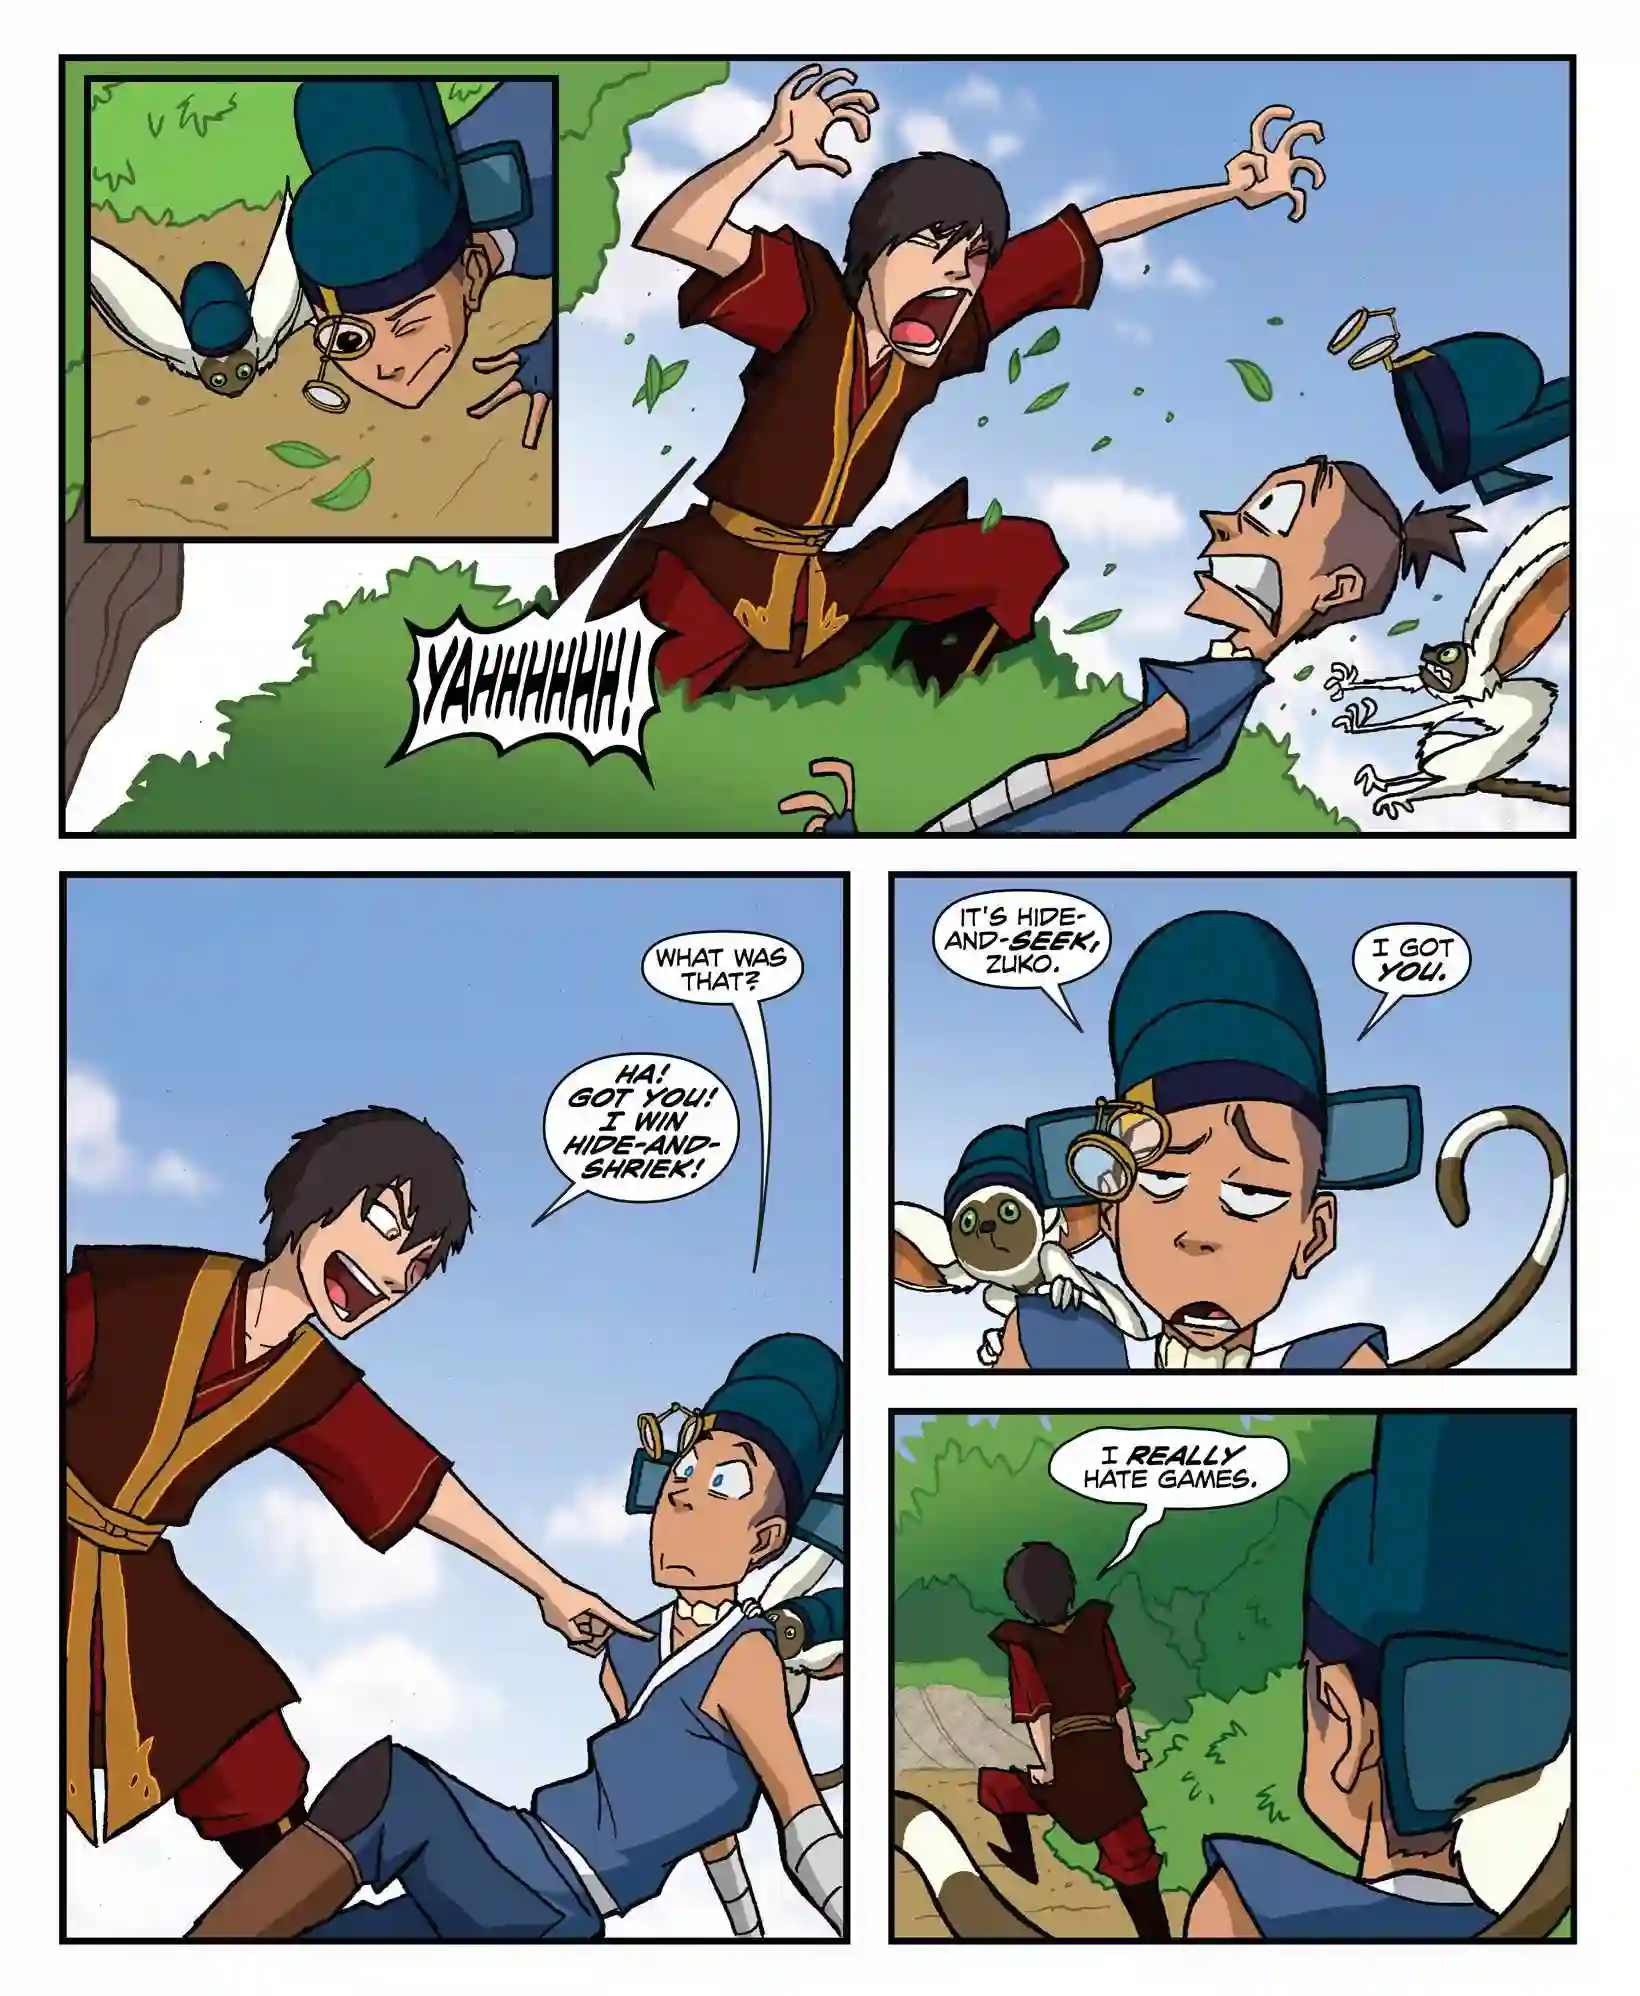 YAHHHHHHH!
WHAT WAS
THAT?
HA!
GOT YOU!
I WIN
HIDE-AND-
SHRIEK!
IT'S HIDE-
AND-SEEK,
ZUKO.
I GOT
YOU.
I REALLY
HATE GAMES.